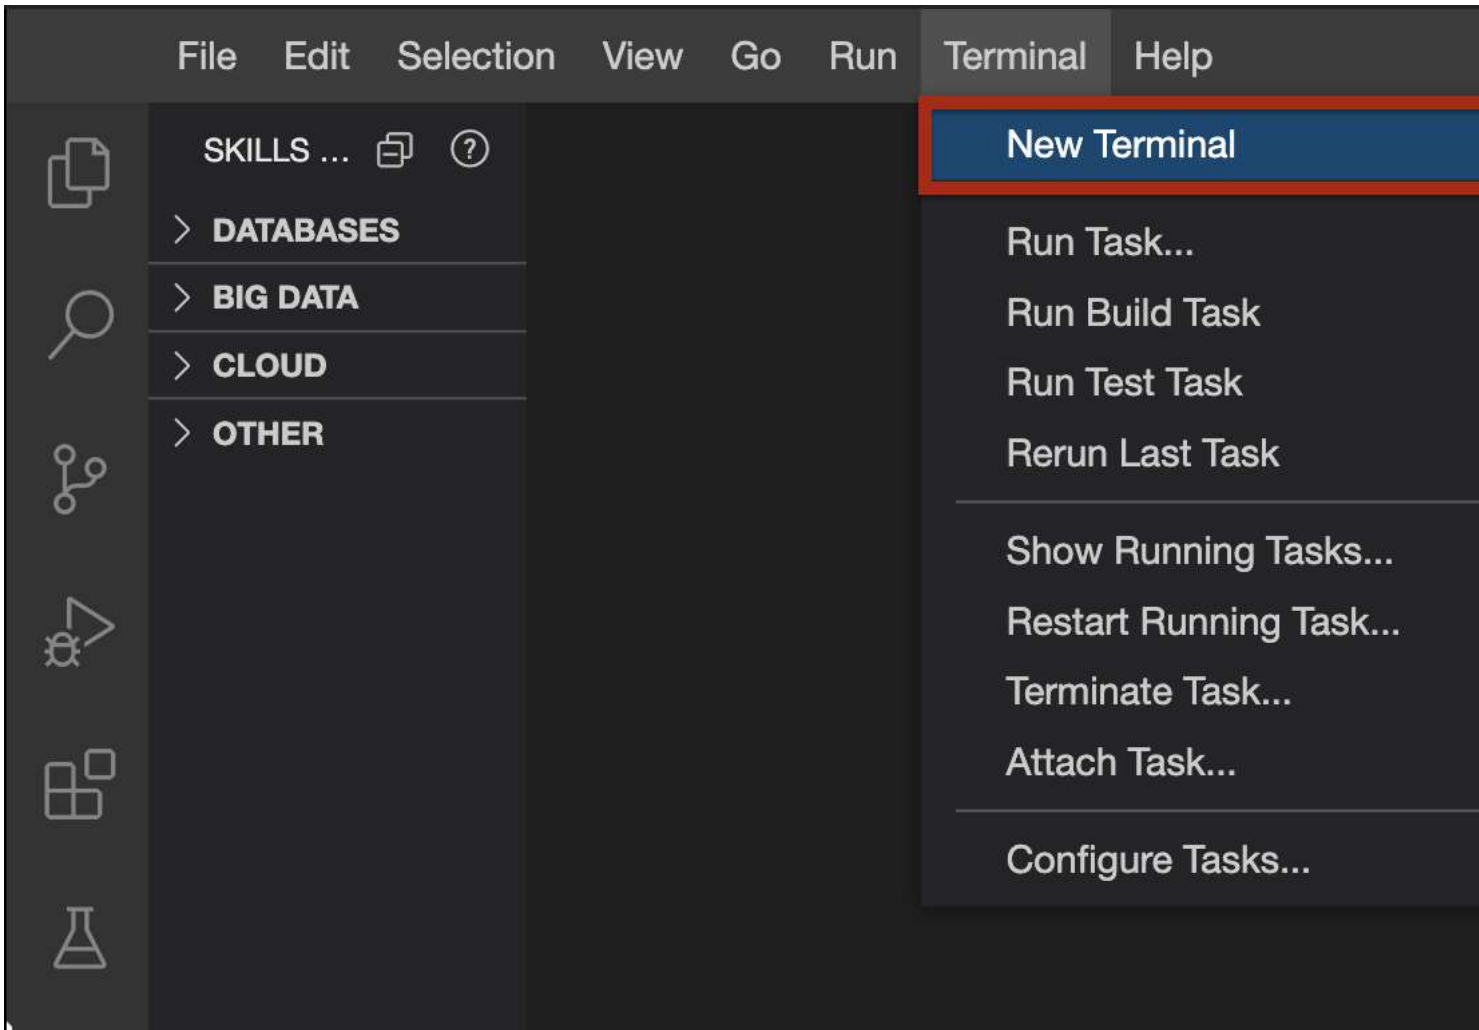 File Edit Selection View Go Run Terminal Help
SKILLS ... ?
DATABASES
BIG DATA
CLOUD
OTHER
New Terminal
Run Task...
Run Build Task
Run Test Task
Rerun Last Task
Show Running Tasks...
Restart Running Task...
Terminate Task...
Attach Task...
Configure Tasks...